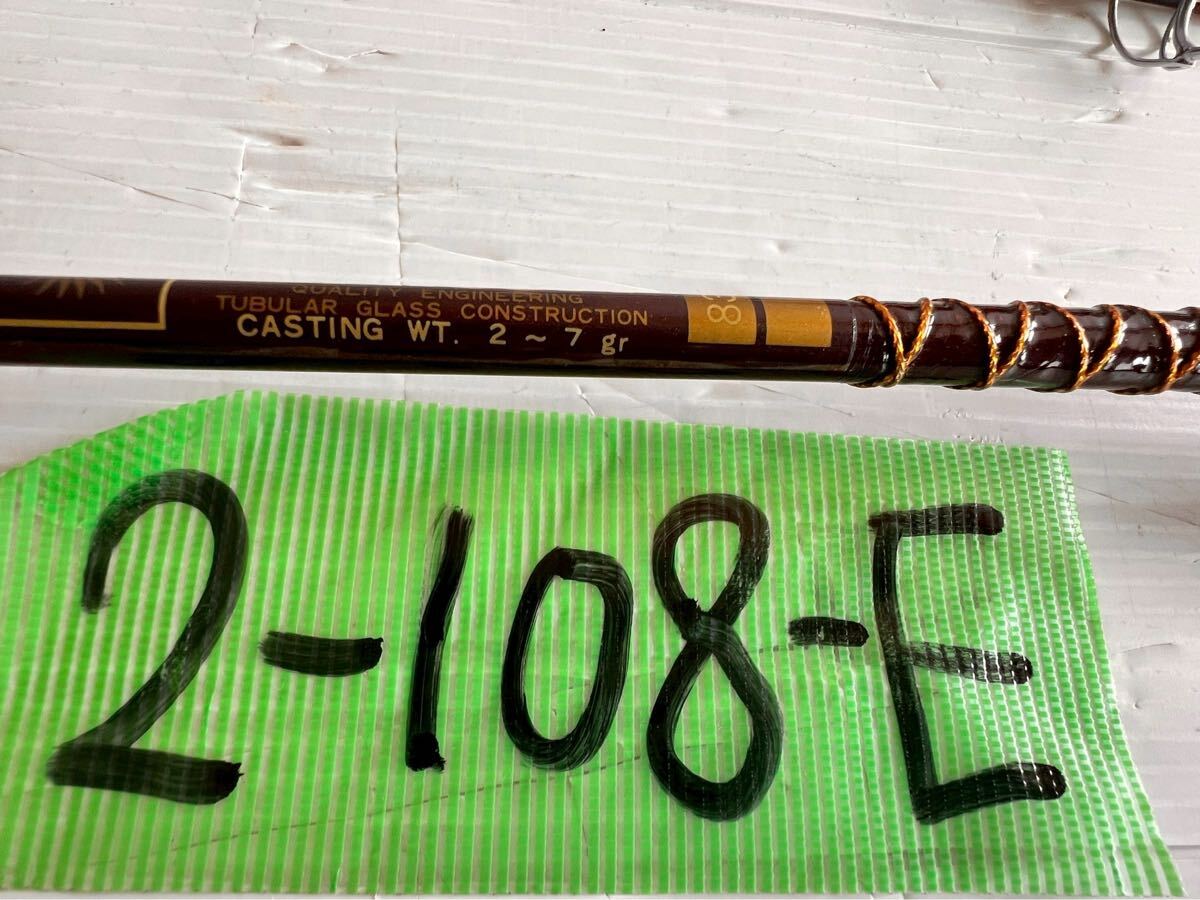 QUALITY ENGINEERING
TUBULAR GLASS CONSTRUCTION
CASTING WT. 2 ~ 7 gr
2-108-E